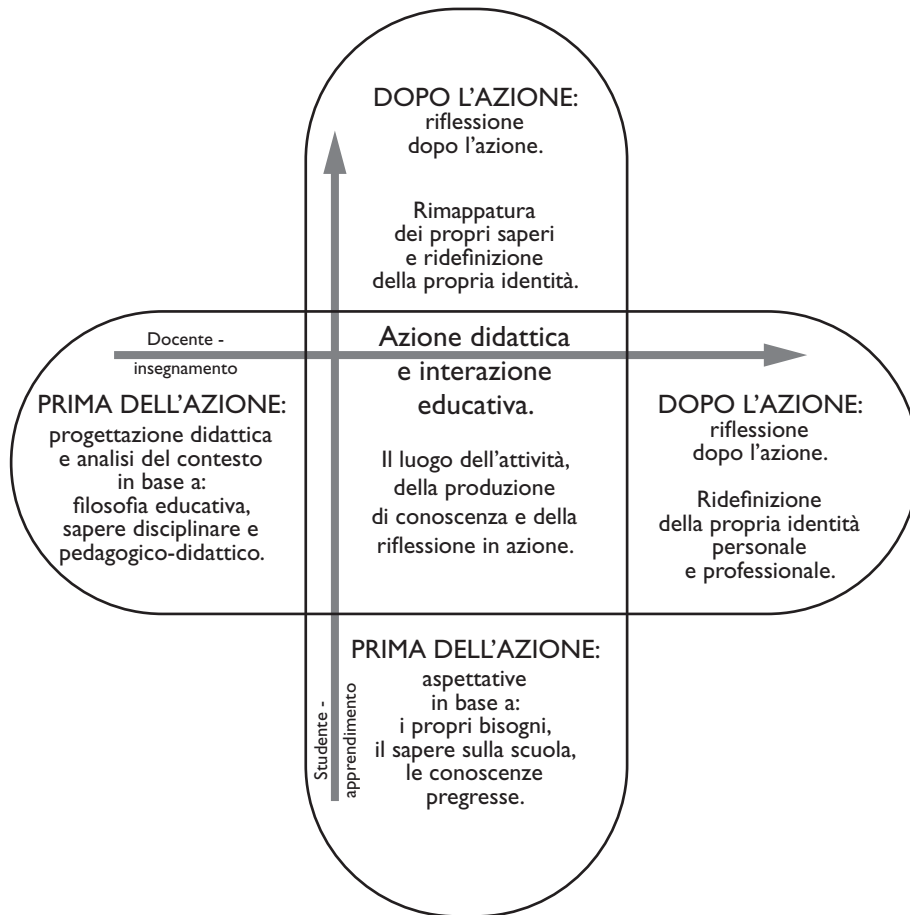 DOPO L'AZIONE:
riflessione
dopo l'azione.
Rimappatura
dei propri saperi
e ridefinizione
della propria identità.
Docente -
insegnamento
PRIMA DELL'AZIONE:
progettazione didattica
e analisi del contesto
in base a:
filosofia educativa,
sapere disciplinare e
pedagogico-didattico.
Azione didattica
e interazione
educativa.
Il luogo dell'attività,
della produzione
di conoscenza e della
riflessione in azione.
DOPO L'AZIONE:
riflessione
dopo l'azione.
Ridefinizione
della propria identità
personale
e professionale.
Studente -
apprendimento
PRIMA DELL'AZIONE:
aspettative
in base a:
i propri bisogni,
il sapere sulla scuola,
le conoscenze
pregresse.